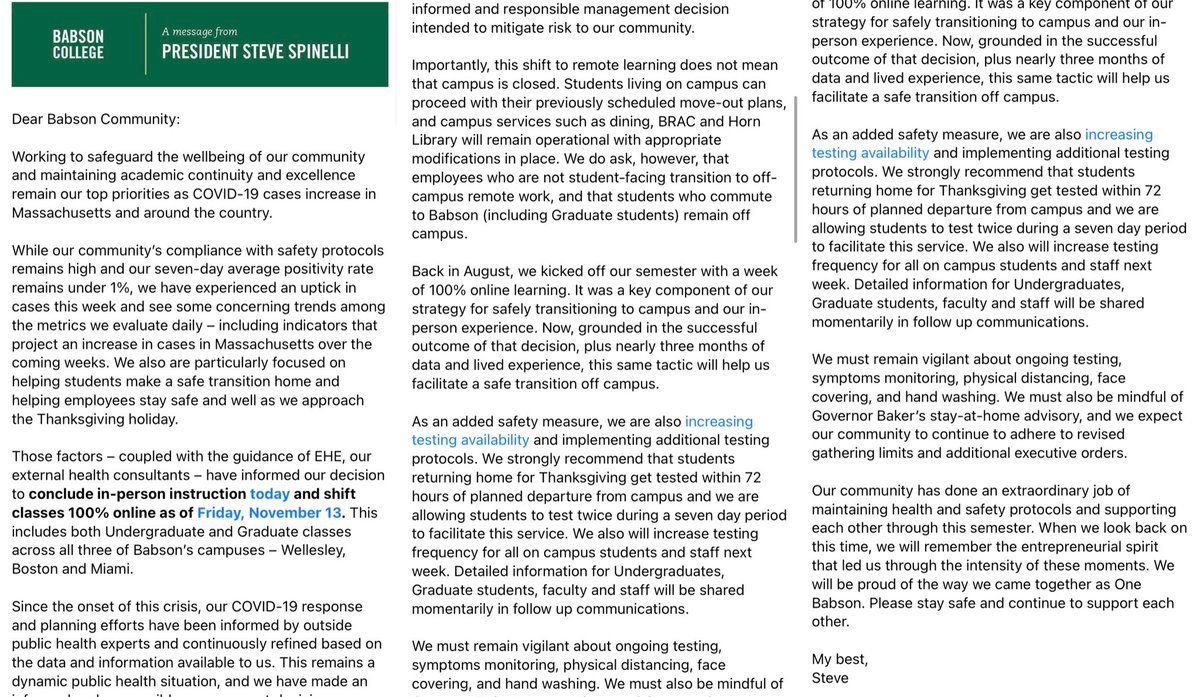 BABSON
COLLEGE
A message from
PRESIDENT STEVE SPINELLI
Dear Babson Community:
Working to safeguard the wellbeing of our community
and maintaining academic continuity and excellence
remain our top priorities as COVID-19 cases increase in
Massachusetts and around the country.
While our community's compliance with safety protocols
remains high and our seven-day average positivity rate
remains under 1%, we have experienced an uptick in
cases this week and see some concerning trends among
the metrics we evaluate daily – including indicators that
project an increase in cases in Massachusetts over the
coming weeks. We also are particularly focused on
helping students make a safe transition home and
helping employees stay safe and well as we approach
the Thanksgiving holiday.
Those factors – coupled with the guidance of EHE, our
external health consultants – have informed our decision
to conclude in-person instruction today and shift
classes 100% online as of Friday, November 13. This
includes both Undergraduate and Graduate classes
across all three of Babson's campuses – Wellesley,
Boston and Miami.
Since the onset of this crisis, our COVID-19 response
and planning efforts have been informed by outside
public health experts and continuously refined based on
the data and information available to us. This remains a
dynamic public health situation, and we have made an
informed and responsible management decision
intended to mitigate risk to our community.
Importantly, this shift to remote learning does not mean
that campus is closed. Students living on campus can
proceed with their previously scheduled move-out plans,
and campus services such as dining, BRAC and Horn
Library will remain operational with appropriate
modifications in place. We do ask, however, that
employees who are not student-facing transition to off-
campus remote work, and that students who commute
to Babson (including Graduate students) remain off
campus.
Back in August, we kicked off our semester with a week
of 100% online learning. It was a key component of our
strategy for safely transitioning to campus and our in-
person experience. Now, grounded in the successful
outcome of that decision, plus nearly three months of
data and lived experience, this same tactic will help us
facilitate a safe transition off campus.
As an added safety measure, we are also increasing
testing availability and implementing additional testing
protocols. We strongly recommend that students
returning home for Thanksgiving get tested within 72
hours of planned departure from campus and we are
allowing students to test twice during a seven day period
to facilitate this service. We also will increase testing
frequency for all on campus students and staff next
week. Detailed information for Undergraduates,
Graduate students, faculty and staff will be shared
momentarily in follow up communications.
We must remain vigilant about ongoing testing,
symptoms monitoring, physical distancing, face
covering, and hand washing. We must also be mindful of
of 100% online learning. It was a key component of our
strategy for safely transitioning to campus and our in-
person experience. Now, grounded in the successful
outcome of that decision, plus nearly three months of
data and lived experience, this same tactic will help us
facilitate a safe transition off campus.
As an added safety measure, we are also increasing
testing availability and implementing additional testing
protocols. We strongly recommend that students
returning home for Thanksgiving get tested within 72
hours of planned departure from campus and we are
allowing students to test twice during a seven day period
to facilitate this service. We also will increase testing
frequency for all on campus students and staff next
week. Detailed information for Undergraduates,
Graduate students, faculty and staff will be shared
momentarily in follow up communications.
We must remain vigilant about ongoing testing,
symptoms monitoring, physical distancing, face
covering, and hand washing. We must also be mindful of
Governor Baker's stay-at-home advisory, and we expect
our community to continue to adhere to revised
gathering limits and additional executive orders.
Our community has done an extraordinary job of
maintaining health and safety protocols and supporting
each other through this semester. When we look back on
this time, we will remember the entrepreneurial spirit
that led us through the intensity of these moments. We
will be proud of the way we came together as One
Babson. Please stay safe and continue to support each
other.
My best,
Steve